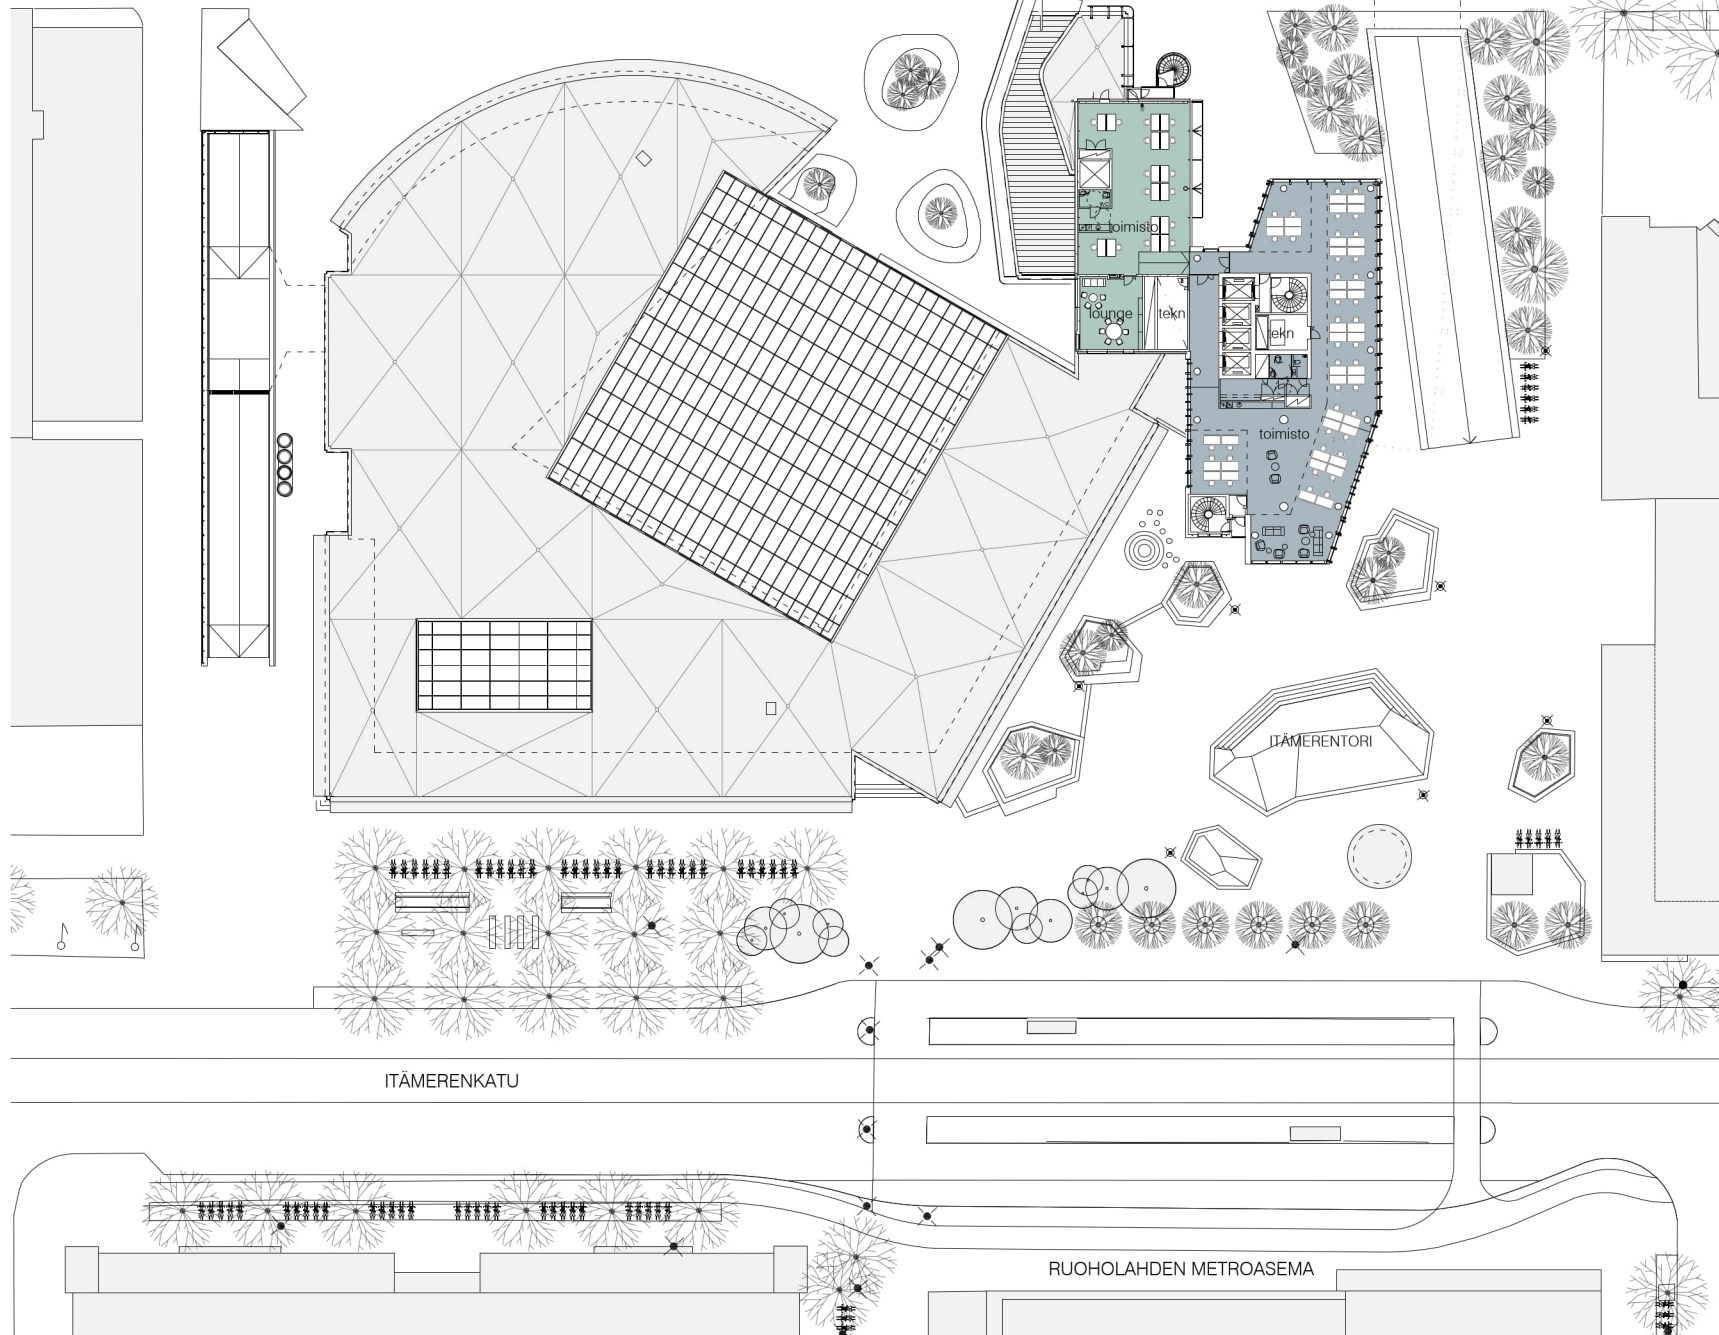 toimisto
lounge
tekn
tekn
toimisto
ITÄMERENTORI
ITÄMERENKATU
RUOHOLAHDEN METROASEMA